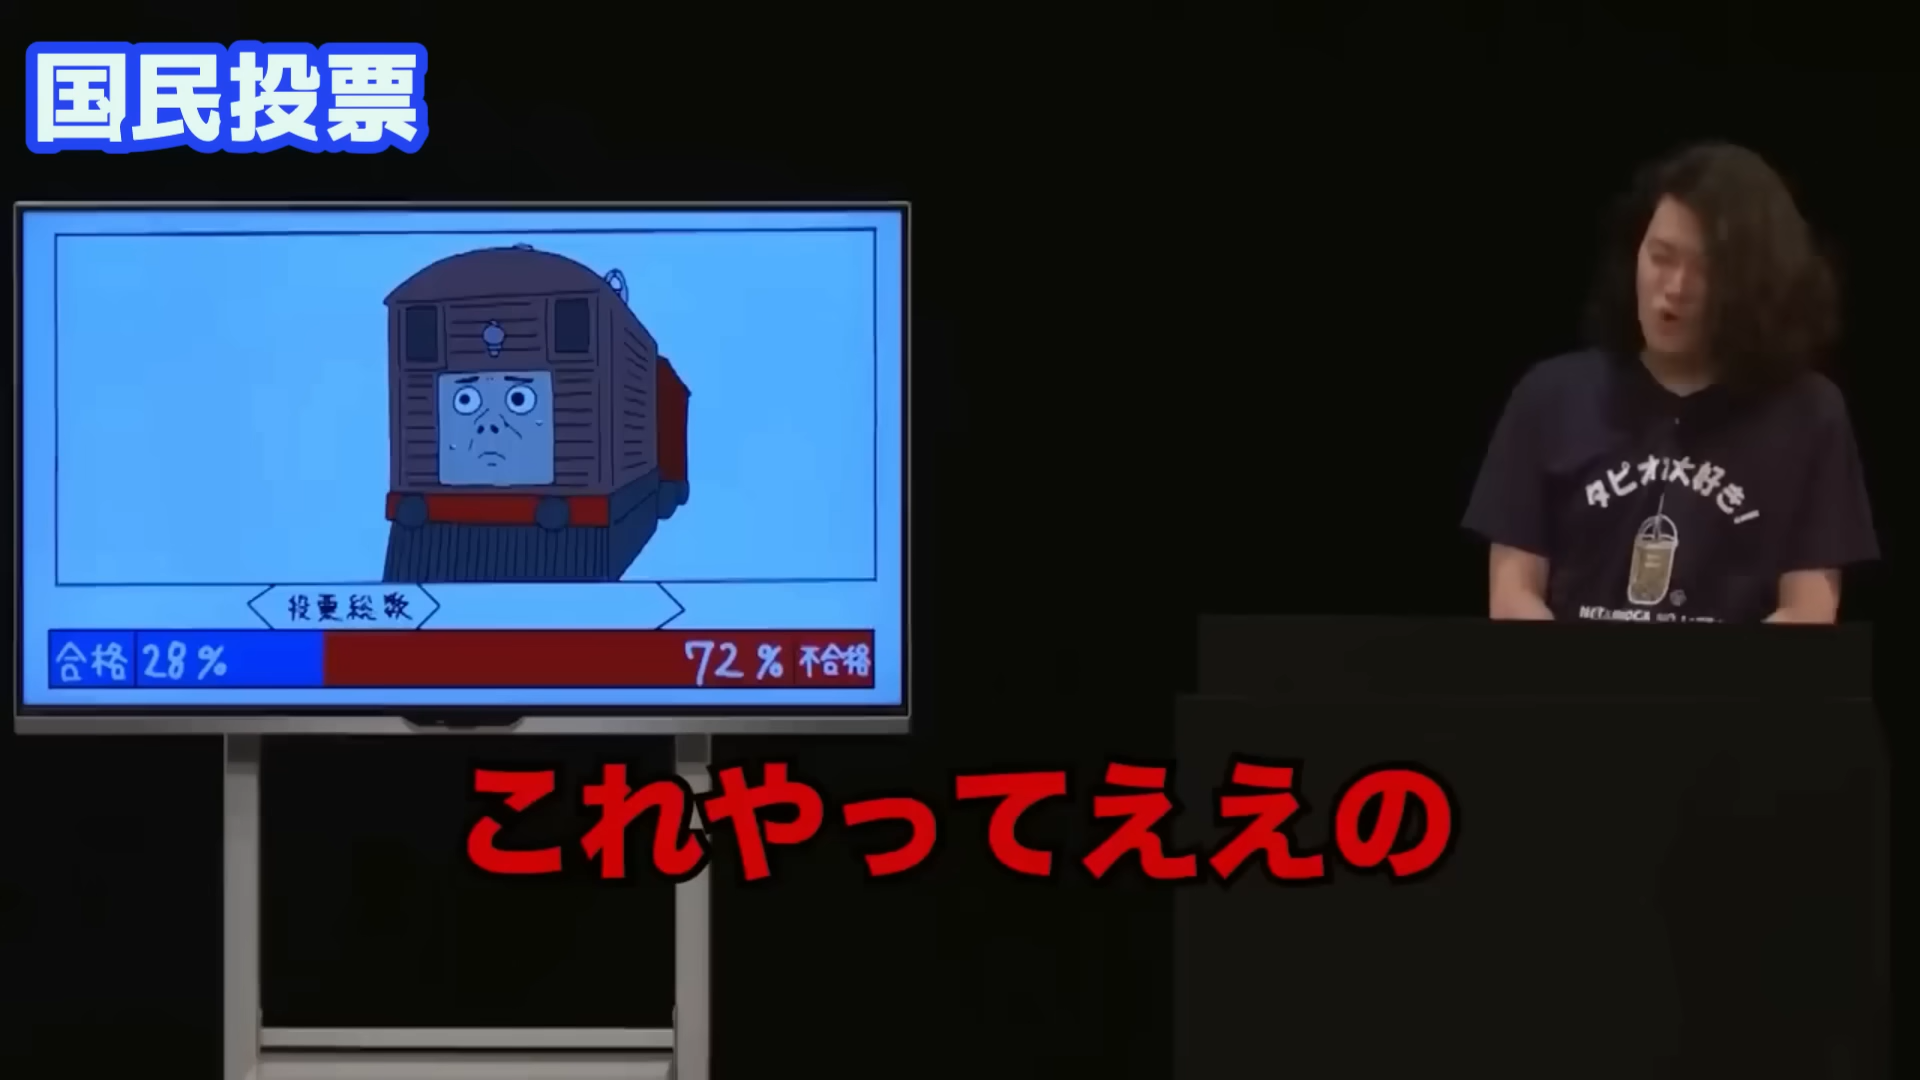 国民投票
投票総数
合格 28% 72% 不合格
タピオカ大好き!
これやってええの